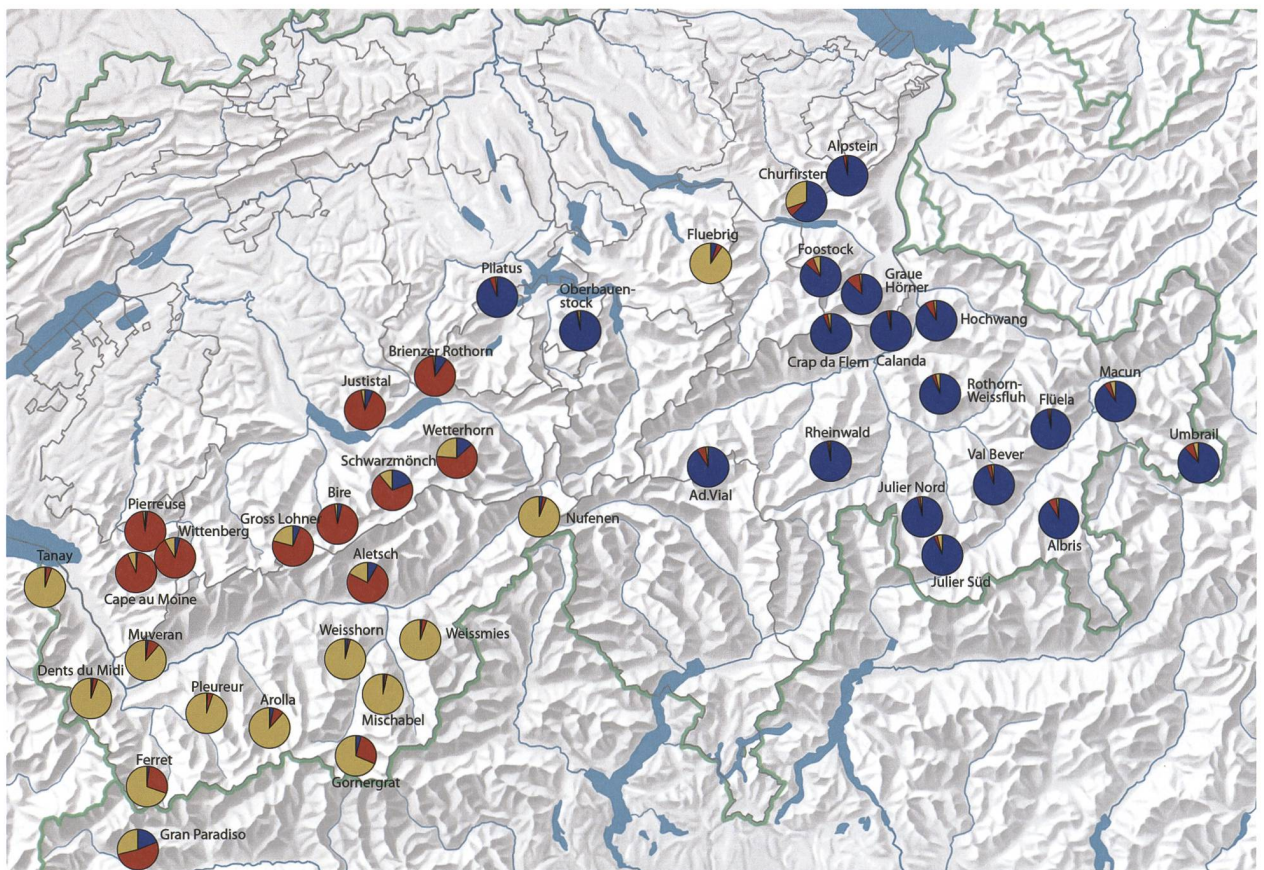 Alpstein
Churfirsten
Fluebrig
Foostock
Pilatus
Graue
Hörner
Oberbauen-
stock
Hochwang
Crap da Flem
Calanda
Brienzer Rothorn
Justistal
Rothorn-
Weissfluh
Macun
Flüela
Wetterhorn
Rheinwald
Umbrail
Schwarzmönch
Val Bever
Ad.Vial
Julier Nord
Bire
Pierreuse
Gross Lohner
Nufenen
Wittenberg
Albris
Tanay
Aletsch
Julier Süd
Cape au Moine
Muveran
Weisshorn
Weissmies
Dents du Midi
Pleureur
Arolla
Mischabel
Ferret
Gornergrat
Gran Paradiso